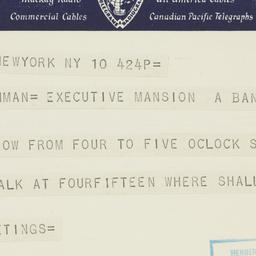 Mackay Radio All America Cables
Commercial Cables Canadian Pacific Telegraphs
NEWYORK NY 10 424P=
MAN= EXECUTIVE MANSION A BAN
OW FROM FOUR TO FIVE OCLOCK S
ALK AT FOURFIFTEEN WHERE SHAL
TINGS=